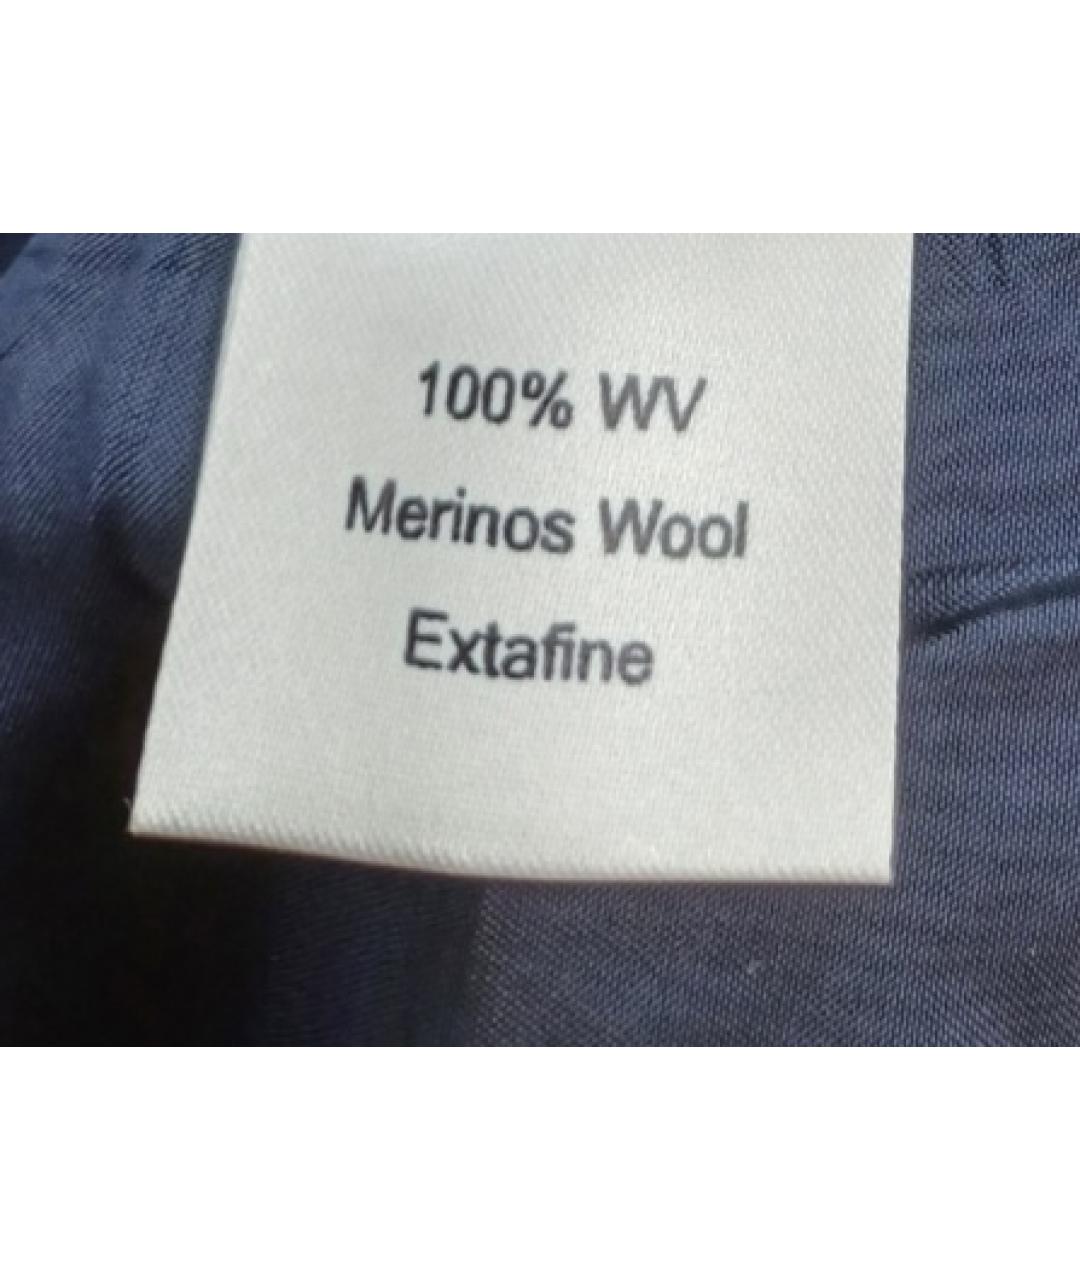 100% WV
Merinos Wool
Extafine